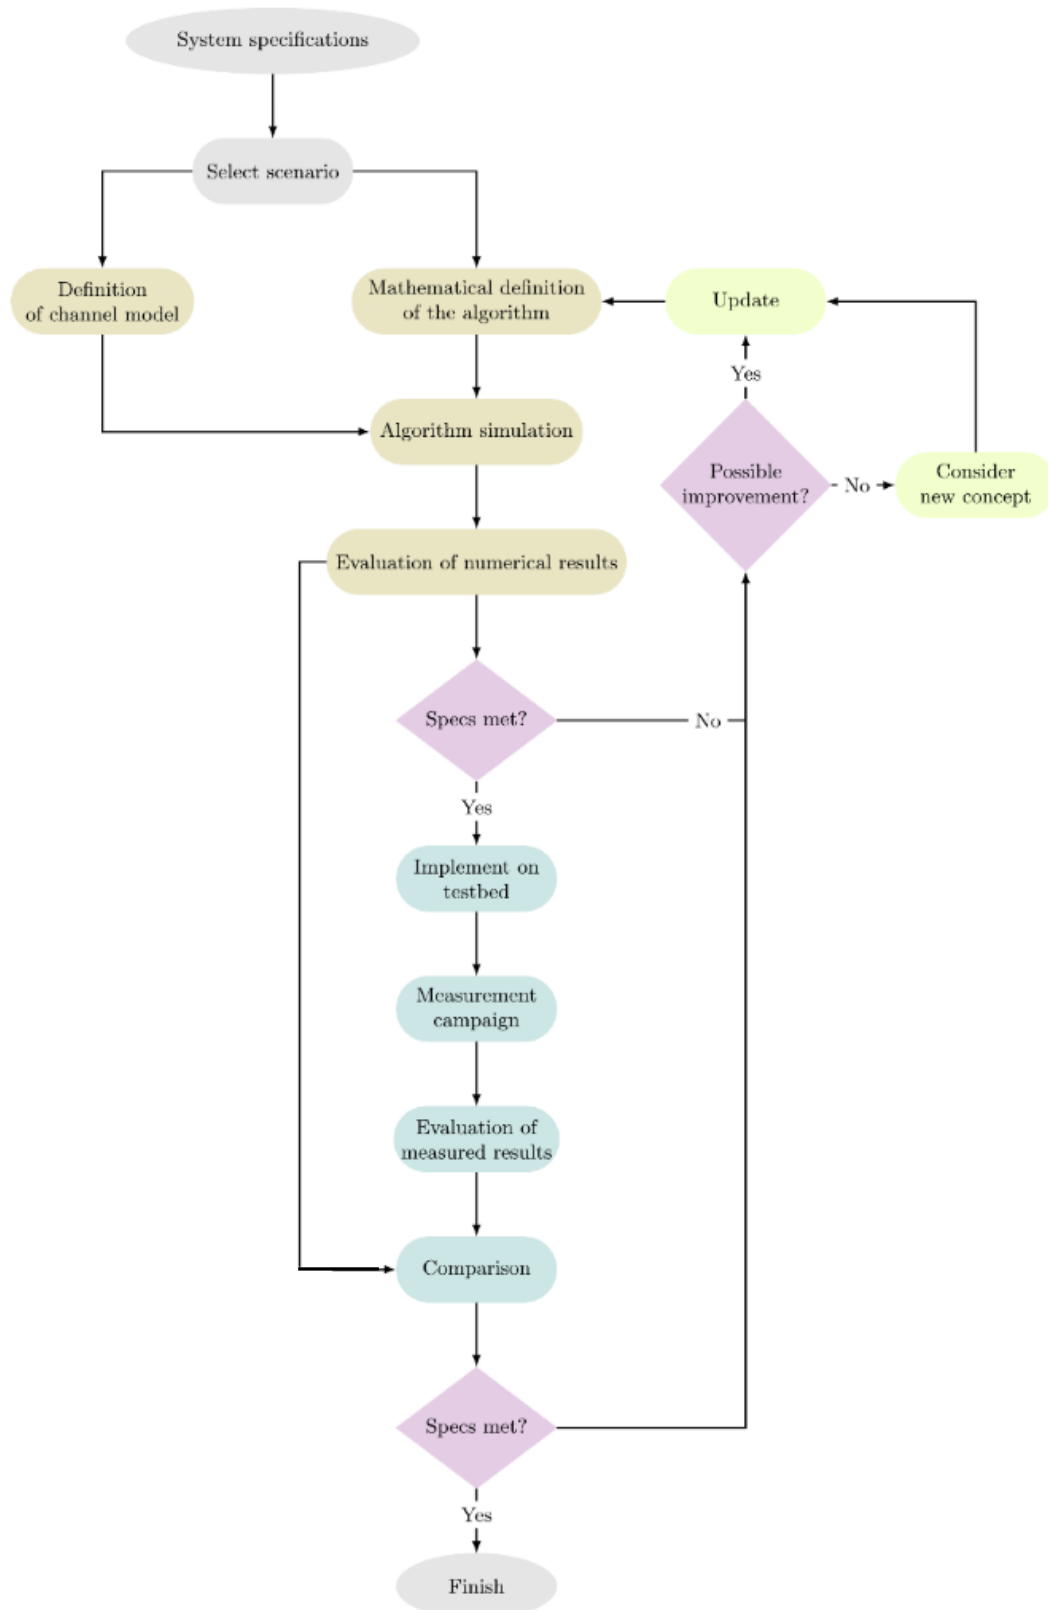 System specifications
Select scenario
Definition
of channel model
Mathematical definition
of the algorithm
Update
Yes
Algorithm simulation
Possible
improvement?
No
Consider
new concept
Evaluation of numerical results
Specs met?
No
Yes
Implement on
testbed
Measurement
campaign
Evaluation of
measured results
Comparison
Specs met?
Yes
Finish